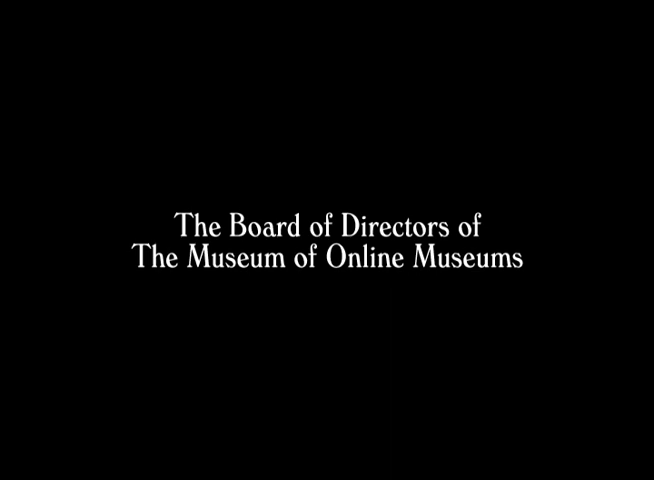 The Board of Directors of
The Museum of Online Museums